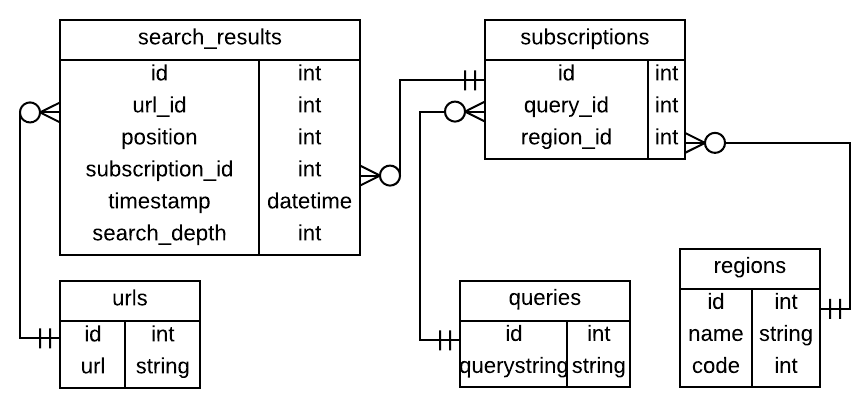 search_results
id int
url_id int
position int
subscription_id int
timestamp datetime
search_depth int
subscriptions
id int
query_id int
region_id int
urls
id int
url string
queries
id int
querystring string
regions
id int
name string
code int